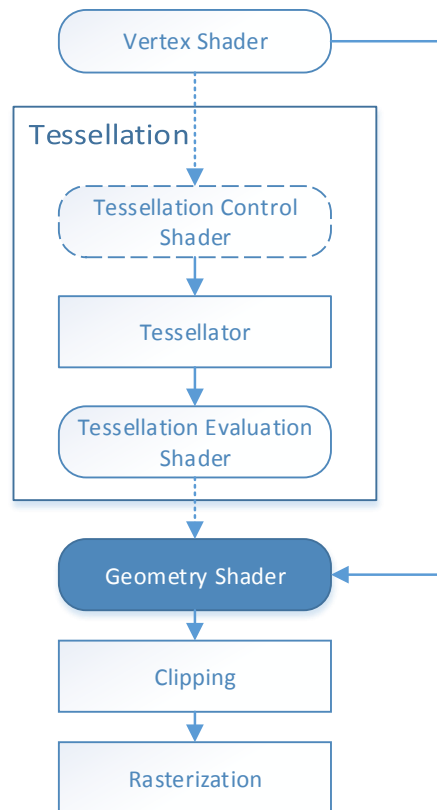 Vertex Shader
Tessellation
Tessellation Control
Shader
Tessellator
Tessellation Evaluation
Shader
Geometry Shader
Clipping
Rasterization